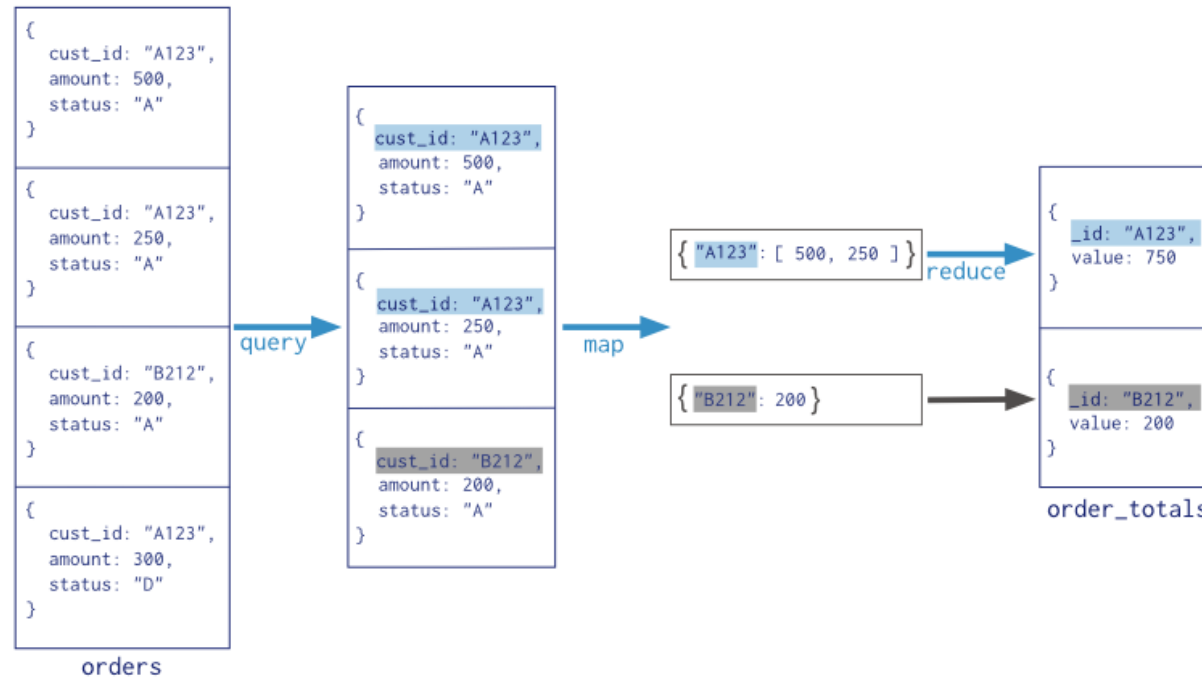 {
cust_id: "A123",
amount: 500,
status: "A"
}
{
cust_id: "A123",
amount: 250,
status: "A"
}
{
cust_id: "B212",
amount: 200,
status: "A"
}
{
cust_id: "A123",
amount: 300,
status: "D"
}
orders
query
{
cust_id: "A123",
amount: 500,
status: "A"
}
{
cust_id: "A123",
amount: 250,
status: "A"
}
{
cust_id: "B212",
amount: 200,
status: "A"
}
map
{ "A123": [ 500, 250 ] }
reduce
{ "B212": 200 }
{
_id: "A123",
value: 750
}
{
_id: "B212",
value: 200
}
order_totals